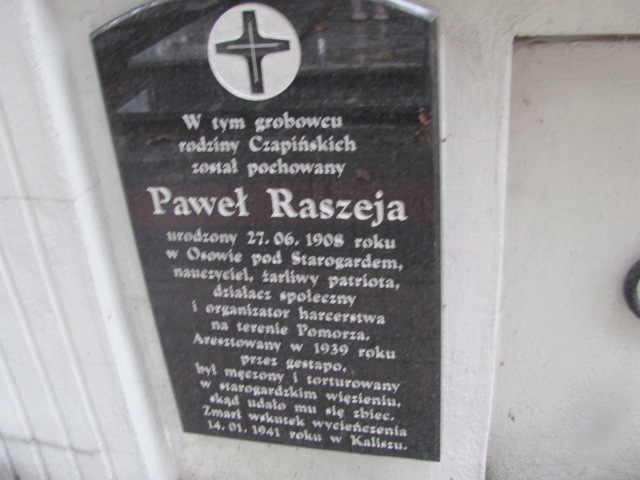 W tym grobowcu
rodziny Czapińskich
został pochowany
Paweł Raszeja
urodzony 27.06.1908 roku
w Osowie pod Starogardem,
nauczyciel, żarliwy patriota,
działacz społeczny
i organizator harcerstwa
na terenie Pomorza.
Aresztowany w 1939 roku
przez gestapo,
był męczony i torturowany
w starogardzkim więzieniu,
skąd udało mu się zbiec.
Zmarł wskutek wycieńczenia
14.01.1941 roku w Kaliszu.